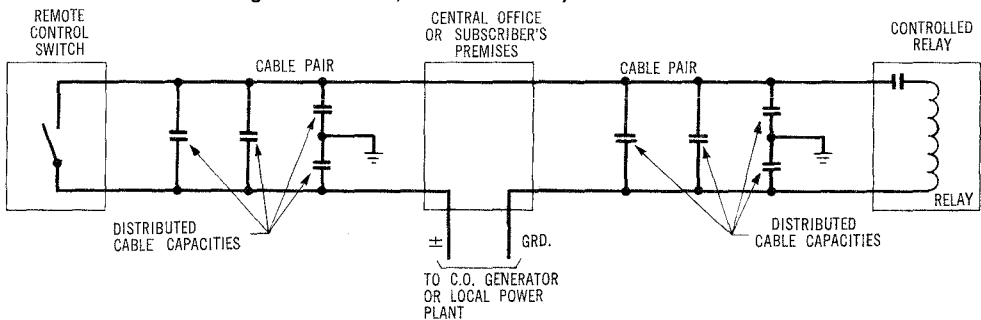 REMOTE
CONTROL
SWITCH
CENTRAL OFFICE
OR SUBSCRIBER'S
PREMISES
CONTROLLED
RELAY
CABLE PAIR
CABLE PAIR
DISTRIBUTED
CABLE CAPACITIES
±
GRD.
TO C.O. GENERATOR
OR LOCAL POWER
PLANT
DISTRIBUTED
CABLE CAPACITIES
RELAY